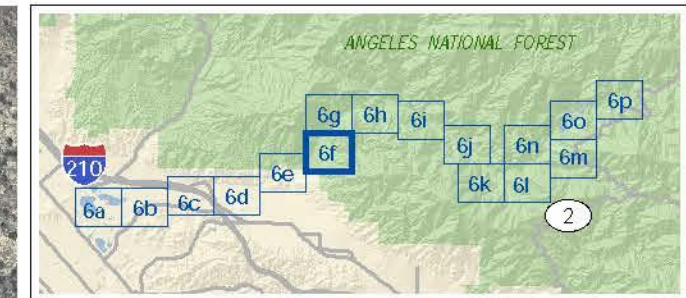 ANGELES NATIONAL FOREST
6p
6g 6h 6i 6o
6f 6j 6n 6m
210 6e 6k 6l
6a 6b 6c 6d
2